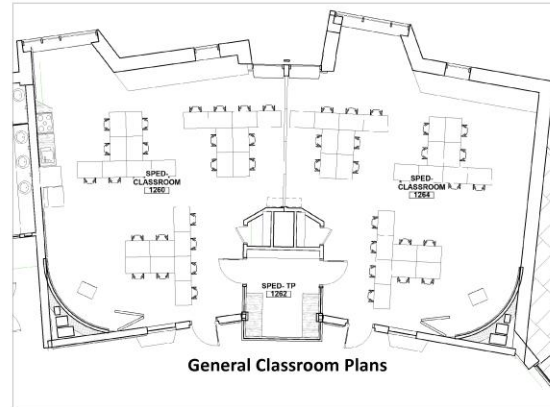 SPED-
CLASSROOM
1260
SPED-
CLASSROOM
1264
SPED- TP
1262
General Classroom Plans